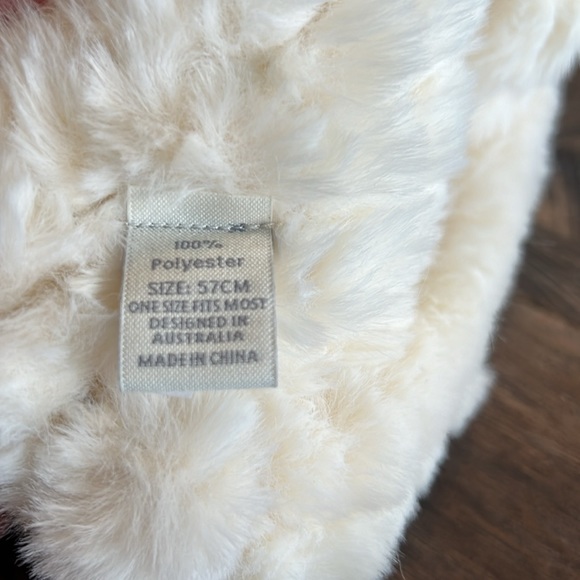 100%
Polyester
SIZE: 57CM
ONE SIZE FITS MOST
DESIGNED IN
AUSTRALIA
MADE IN CHINA